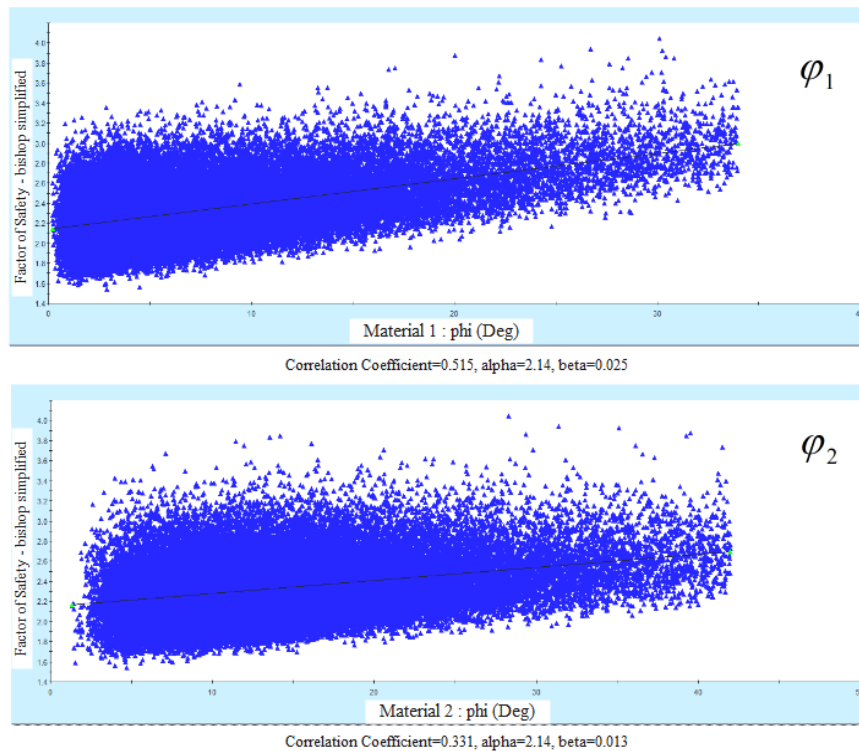 φ1
Factor of Safety - bishop simplified
4.0
3.8
3.6
3.4
3.2
3.0
2.8
2.6
2.4
2.2
2.0
1.8
1.6
1.4
0 10 20 30
Material 1 : phi (Deg)
Correlation Coefficient=0.515, alpha=2.14, beta=0.025
φ2
Factor of Safety - bishop simplified
4.0
3.8
3.6
3.4
3.2
3.0
2.8
2.6
2.4
2.2
2.0
1.8
1.6
1.4
0 10 20 30 40
Material 2 : phi (Deg)
Correlation Coefficient=0.331, alpha=2.14, beta=0.013